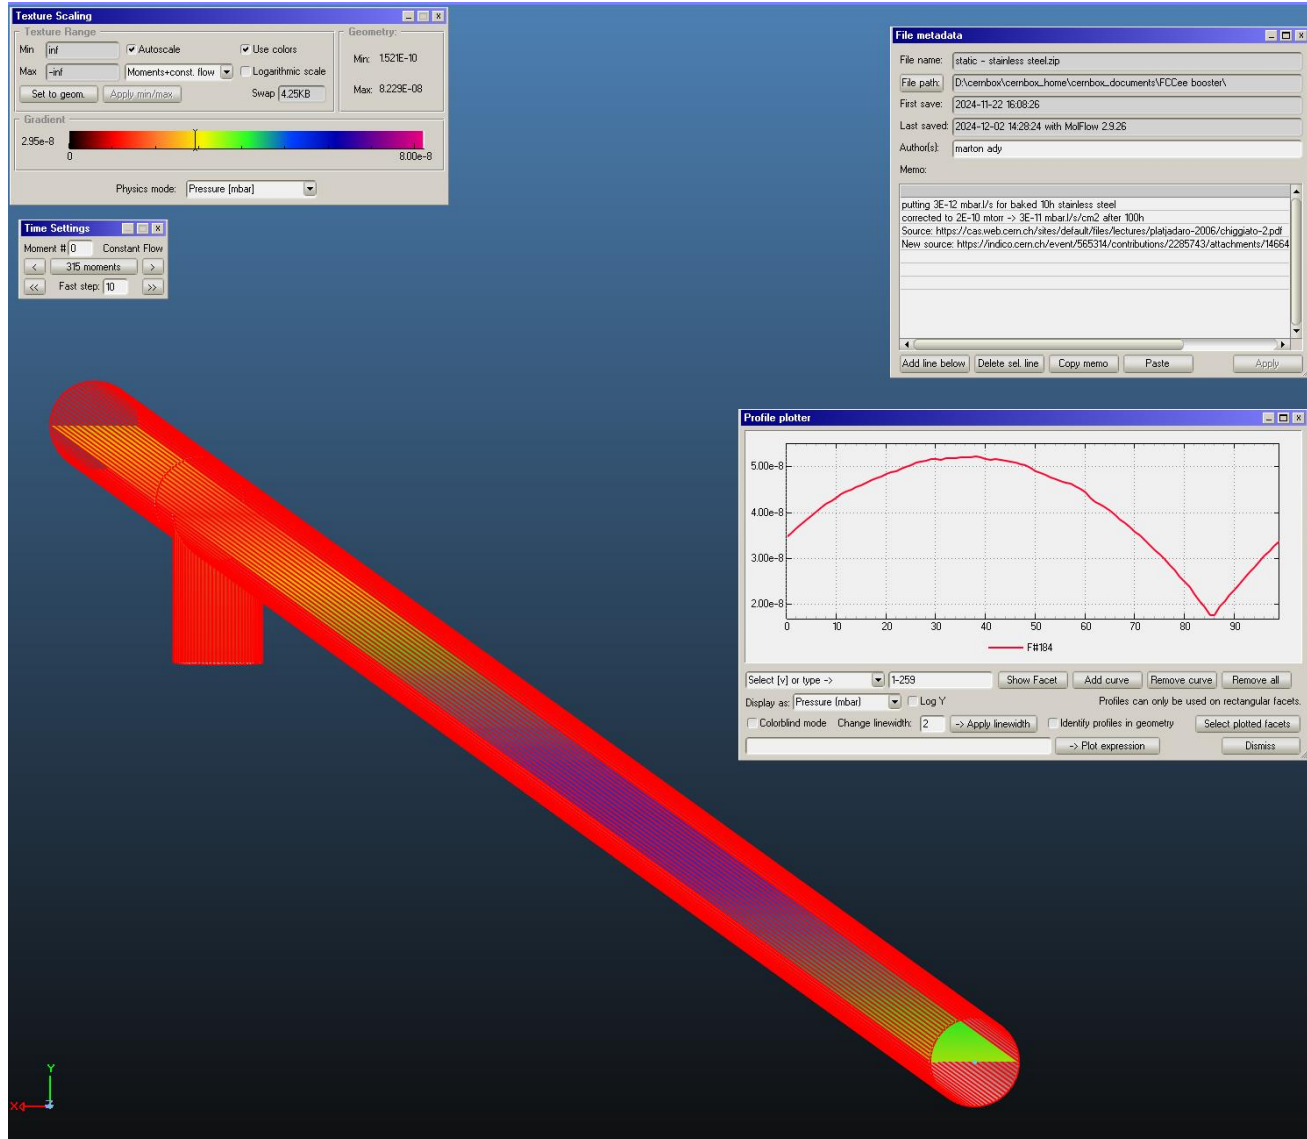 Texture Scaling
Texture Range
Min inf Autoscale Use colors
Max -inf Moments+const. flow Logarithmic scale
Set to geom. Apply min/max Swap 4.25KB
Geometry:
Min: 1.521E-10
Max: 8.229E-08
Gradient
2.95e-8
0 8.00e-8
Physics mode: Pressure [mbar]
Time Settings
Moment # 0 Constant Flow
< 315 moments >
<< Fast step: 10 >>
File metadata
File name: static - stainless steel.zip
File path: D:\cernbox\cernbox_home\cernbox_documents\FCCee booster\
First save: 2024-11-22 16:08:26
Last saved: 2024-12-02 14:28:24 with MolFlow 2.9.26
Author(s): marton ady
Memo:
putting 3E-12 mbar.l/s for baked 10h stainless steel
corrected to 2E-10 mtorr -> 3E-11 mbar.l/s/cm2 after 100h
Source: https://cas.web.cern.ch/sites/default/files/lectures/platjadaro-2006/chiggiato-2.pdf
New source: https://indico.cern.ch/event/565314/contributions/2285743/attachments/14664
Add line below Delete sel. line Copy memo Paste Apply
Profile plotter
5.00e-8
4.00e-8
3.00e-8
2.00e-8
0 10 20 30 40 50 60 70 80 90
F#184
Select [v] or type -> 1-259 Show Facet Add curve Remove curve Remove all
Display as: Pressure (mbar) Log Y Profiles can only be used on rectangular facets.
Colorblind mode Change linewidth: 2 -> Apply linewidth Identify profiles in geometry Select plotted facets
-> Plot expression Dismiss
Y
X Z